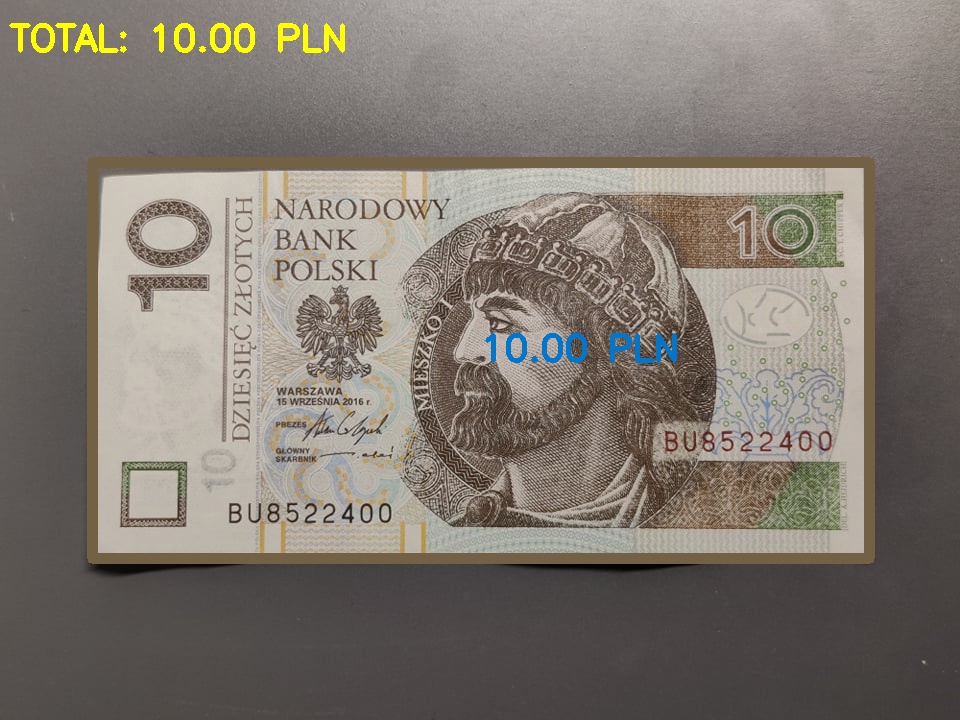 TOTAL: 10.00 PLN
10
DZIESIĘĆ ZŁOTYCH
NARODOWY
BANK
POLSKI
10
MIESZKO I
10.00 PLN
WARSZAWA
15 WRZEŚNIA 2016 r.
PREZES
GŁÓWNY
SKARBNIK
10
BU8522400
BU8522400